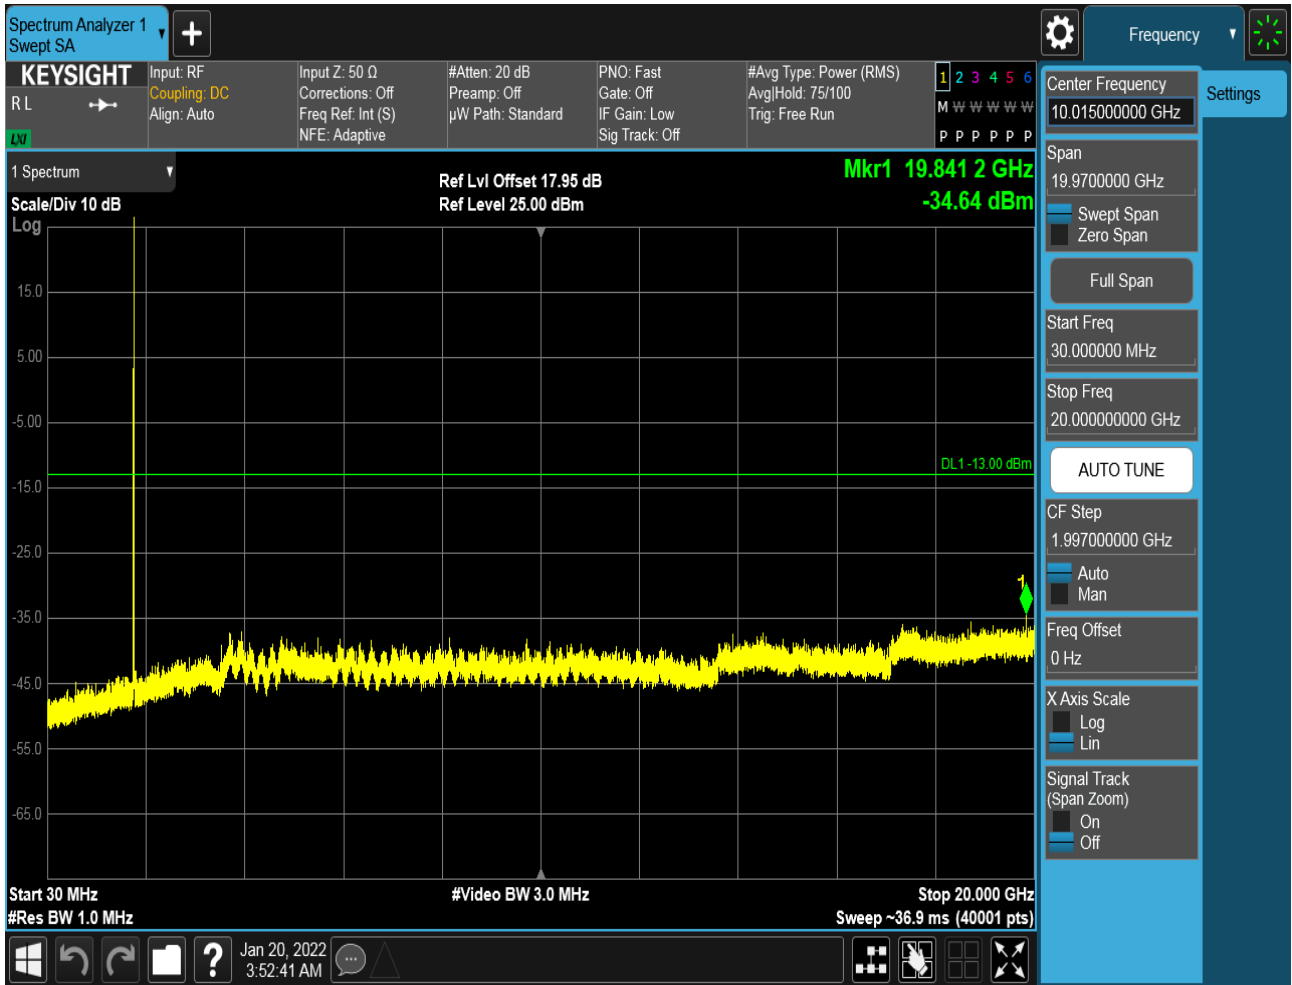 Spectrum Analyzer 1
Swept SA
Frequency
KEYSIGHT
R L
LXI
Input: RF
Coupling: DC
Align: Auto
Input Z: 50 Ω
Corrections: Off
Freq Ref: Int (S)
NFE: Adaptive
#Atten: 20 dB
Preamp: Off
µW Path: Standard
PNO: Fast
Gate: Off
IF Gain: Low
Sig Track: Off
#Avg Type: Power (RMS)
Avg|Hold: 75/100
Trig: Free Run
1 2 3 4 5 6
M W W W W W
P P P P P P
1 Spectrum
Scale/Div 10 dB
Log
Ref Lvl Offset 17.95 dB
Ref Level 25.00 dBm
Mkr1 19.841 2 GHz
-34.64 dBm
15.0
5.00
-5.00
-15.0
-25.0
-35.0
-45.0
-55.0
-65.0
DL1 -13.00 dBm
1
Start 30 MHz
#Res BW 1.0 MHz
#Video BW 3.0 MHz
Stop 20.000 GHz
Sweep ~36.9 ms (40001 pts)
Center Frequency
10.015000000 GHz
Settings
Span
19.9700000 GHz
Swept Span
Zero Span
Full Span
Start Freq
30.000000 MHz
Stop Freq
20.000000000 GHz
AUTO TUNE
CF Step
1.997000000 GHz
Auto
Man
Freq Offset
0 Hz
X Axis Scale
Log
Lin
Signal Track
(Span Zoom)
On
Off
?
Jan 20, 2022
3:52:41 AM